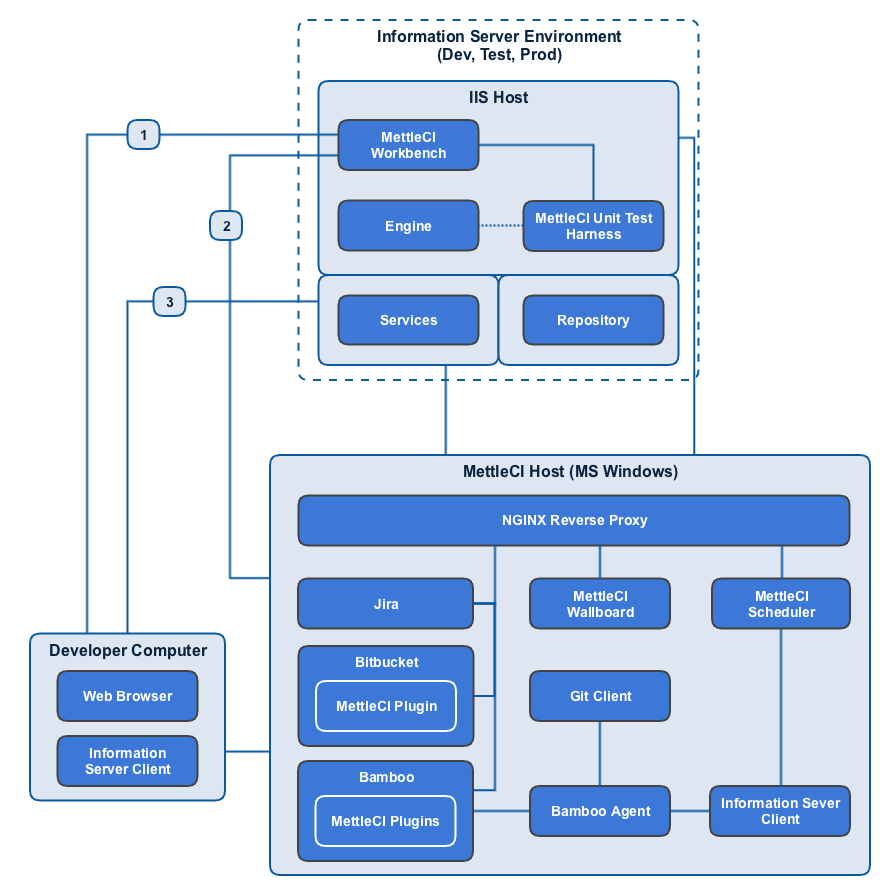 Information Server Environment
(Dev, Test, Prod)
IIS Host
1
MettleCI
Workbench
2
Engine
MettleCI Unit Test
Harness
3
Services
Repository
MettleCI Host (MS Windows)
NGINX Reverse Proxy
Jira
MettleCI
Wallboard
MettleCI
Scheduler
Developer Computer
Web Browser
Information
Server Client
Bitbucket
MettleCI Plugin
Git Client
Bamboo
MettleCI Plugins
Bamboo Agent
Information Sever
Client